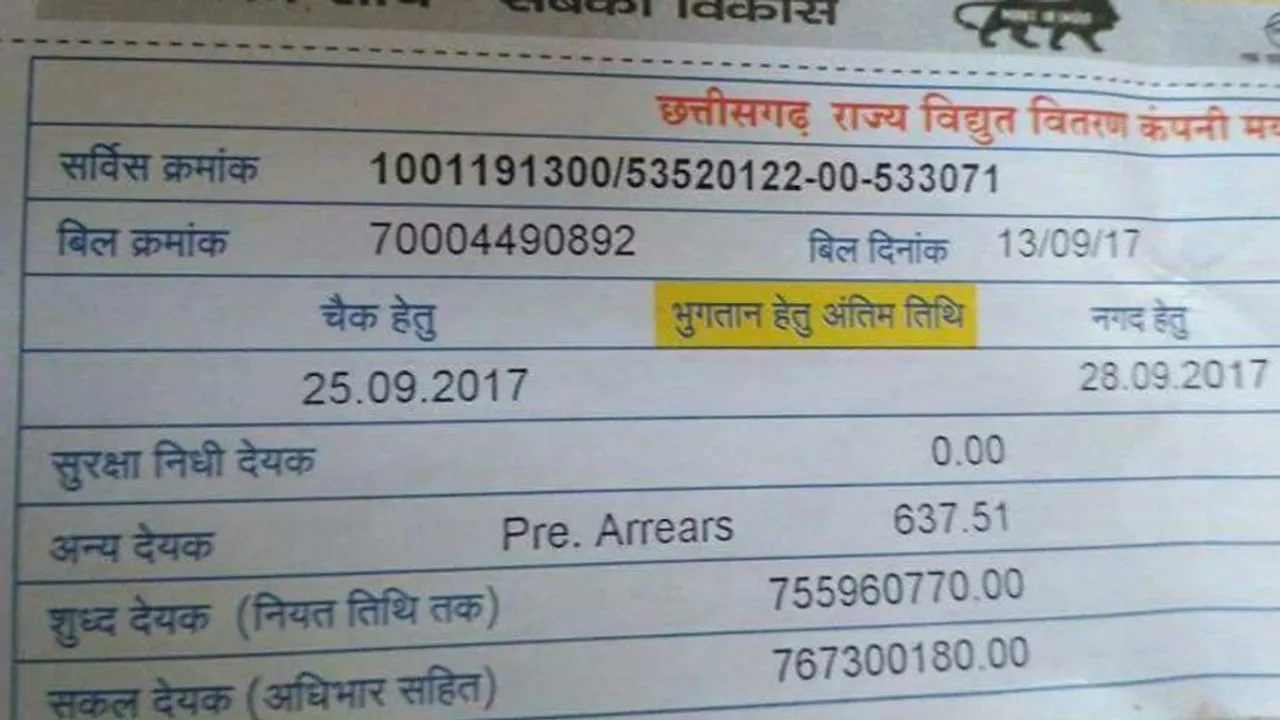 सबका विकास
छत्तीसगढ़ राज्य विद्युत वितरण कंपनी
सर्विस क्रमांक 1001191300/53520122-00-533071
बिल क्रमांक 70004490892 बिल दिनांक 13/09/17
चैक हेतु भुगतान हेतु अंतिम तिथि नगद हेतु
25.09.2017 28.09.2017
सुरक्षा निधी देयक 0.00
अन्य देयक Pre. Arrears 637.51
शुध्द देयक (नियत तिथि तक) 755960770.00
सकल देयक (अधिभार सहित) 767300180.00